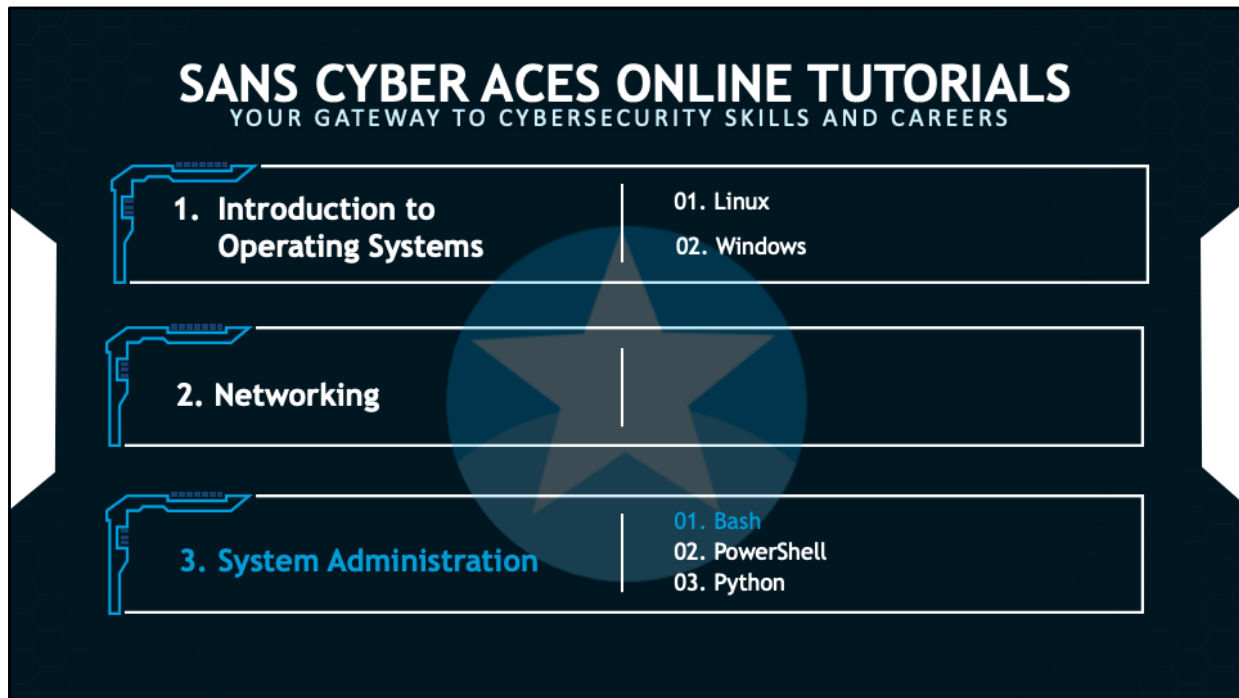 SANS CYBER ACES ONLINE TUTORIALS
YOUR GATEWAY TO CYBERSECURITY SKILLS AND CAREERS
1. Introduction to
Operating Systems
01. Linux
02. Windows
2. Networking
3. System Administration
01. Bash
02. PowerShell
03. Python